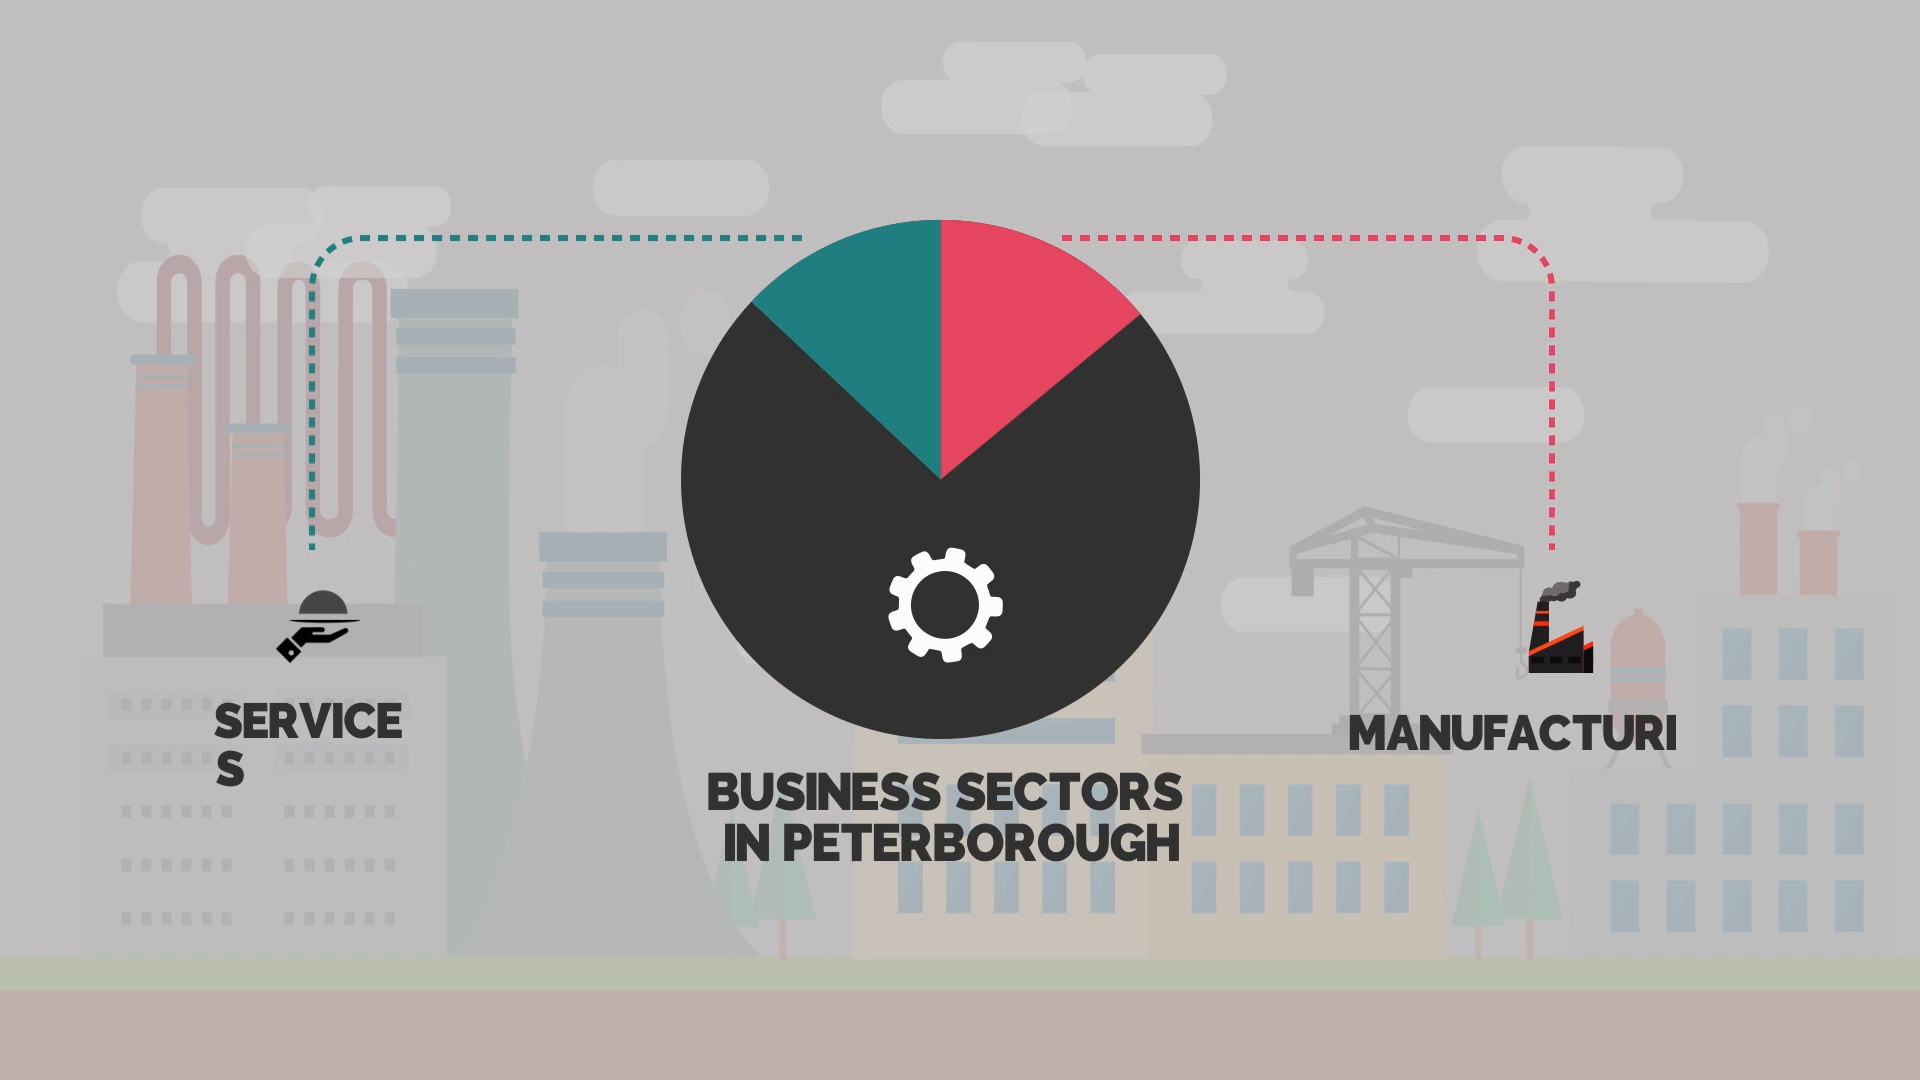 SERVICE
S
MANUFACTURI
BUSINESS SECTORS
IN PETERBOROUGH